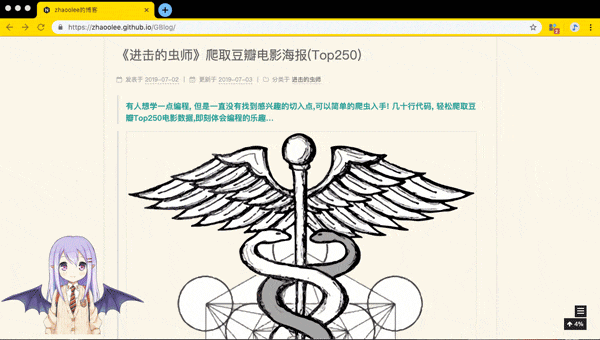 zhaoolee的博客
https://zhaoolee.github.io/GBlog/
《进击的虫师》爬取豆瓣电影海报(Top250)
发表于 2019-07-02 | 更新于 2019-07-03 | 分类于 进击的虫师
有人想学一点编程, 但是一直没有找到感兴趣的切入点,可以简单的爬虫入手! 几十行代码, 轻松爬取豆
瓣Top250电影数据,即刻体会编程的乐趣...
4%